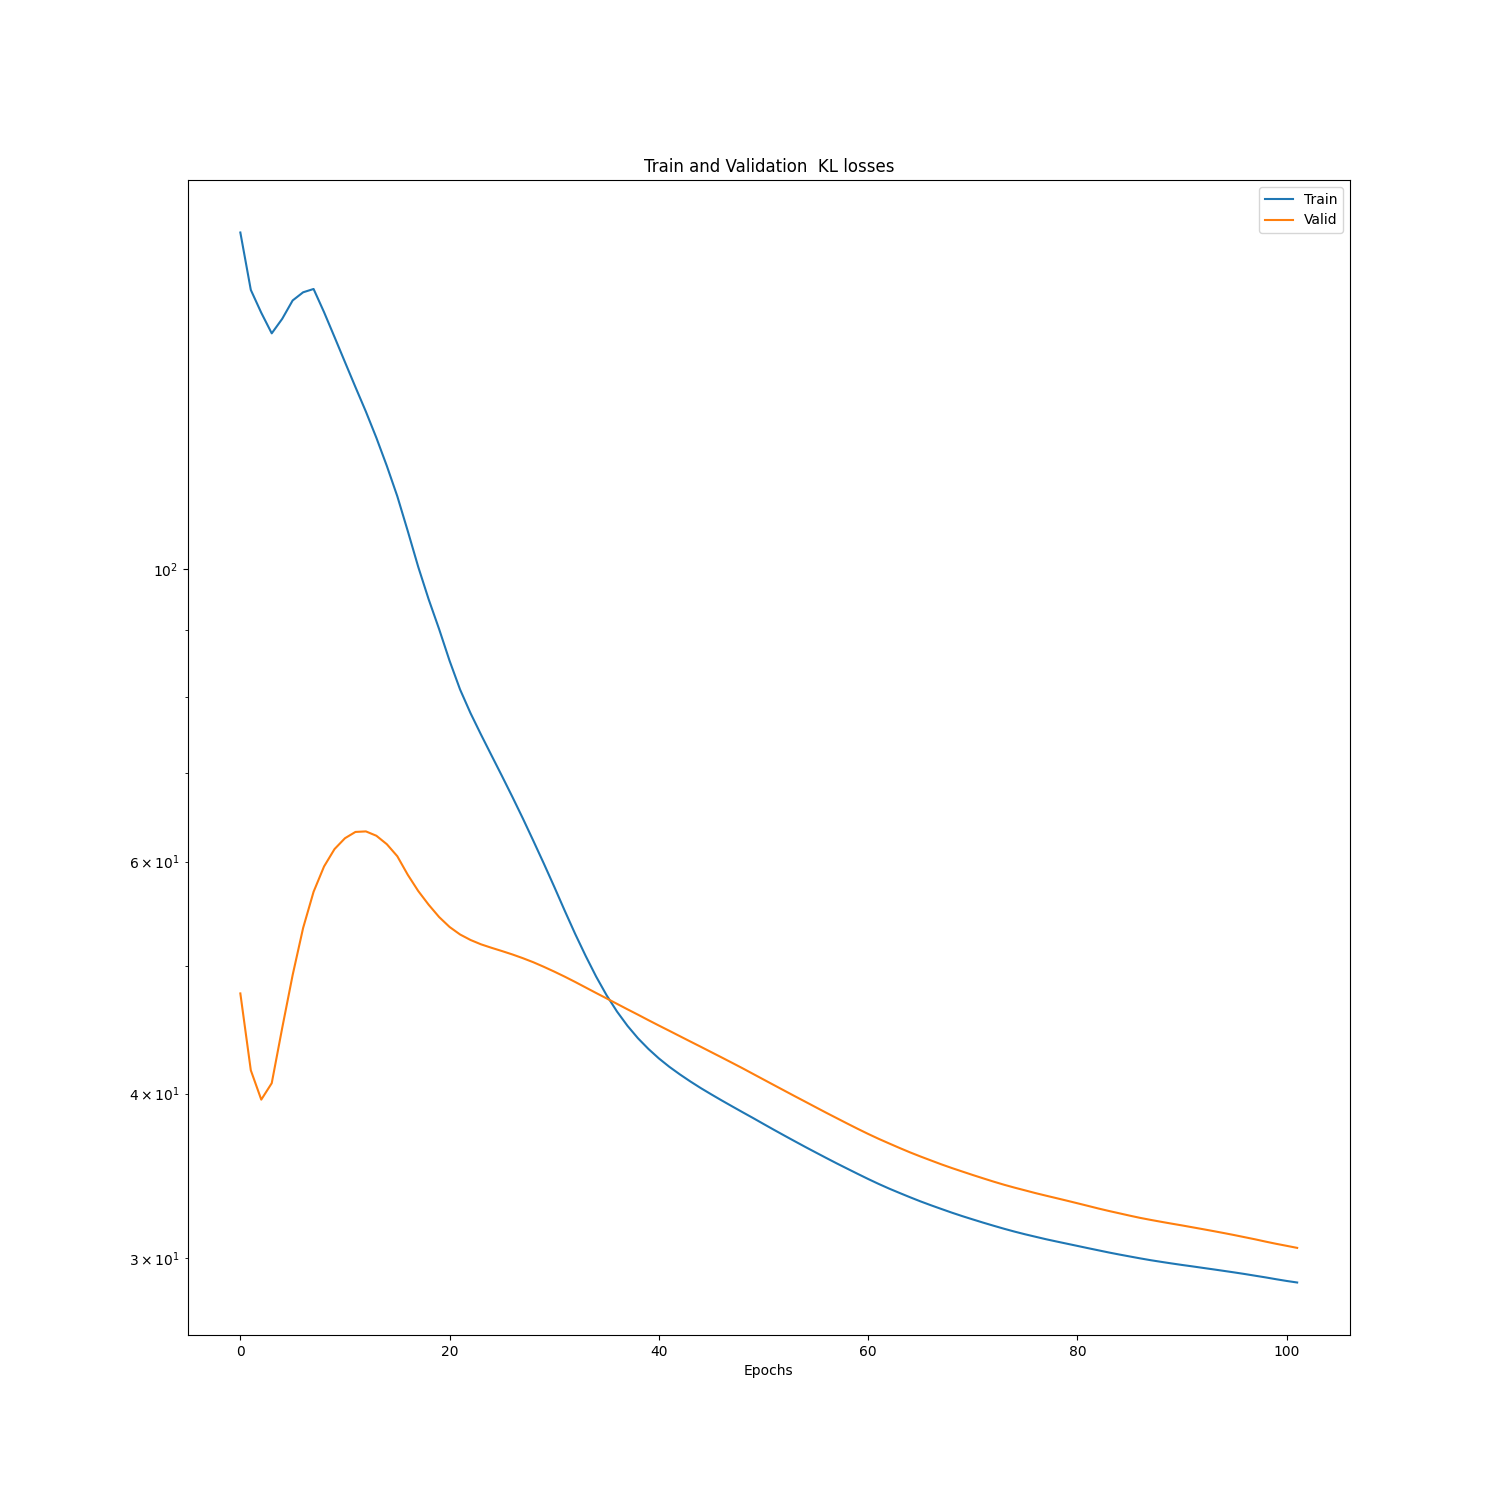 Train and Validation  KL losses
Train
Valid
10²
6 × 10¹
4 × 10¹
3 × 10¹
0 20 40 60 80 100
Epochs